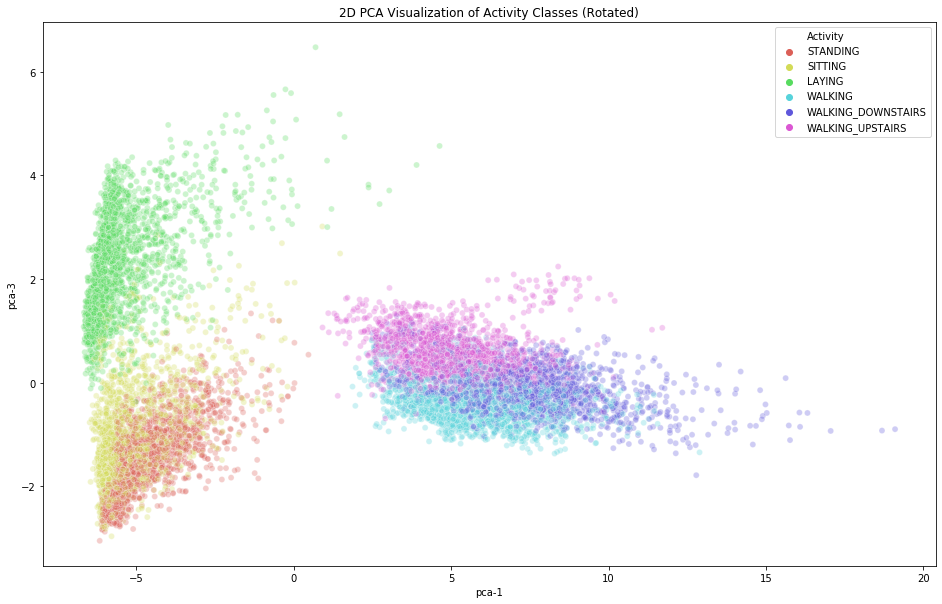 2D PCA Visualization of Activity Classes (Rotated)
Activity
STANDING
SITTING
LAYING
WALKING
WALKING_DOWNSTAIRS
WALKING_UPSTAIRS
6
4
2
0
−2
pca-3
−5
0
5
10
15
20
pca-1